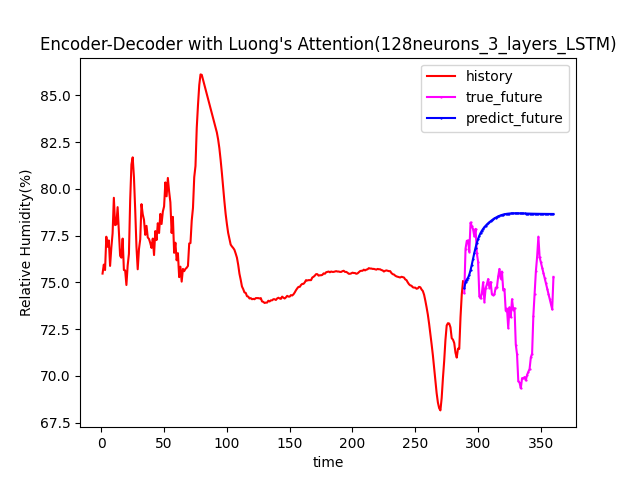 Encoder-Decoder with Luong's Attention(128neurons_3_layers_LSTM)
history
true_future
predict_future
Relative Humidity(%)
85.0
82.5
80.0
77.5
75.0
72.5
70.0
67.5
0 50 100 150 200 250 300 350
time